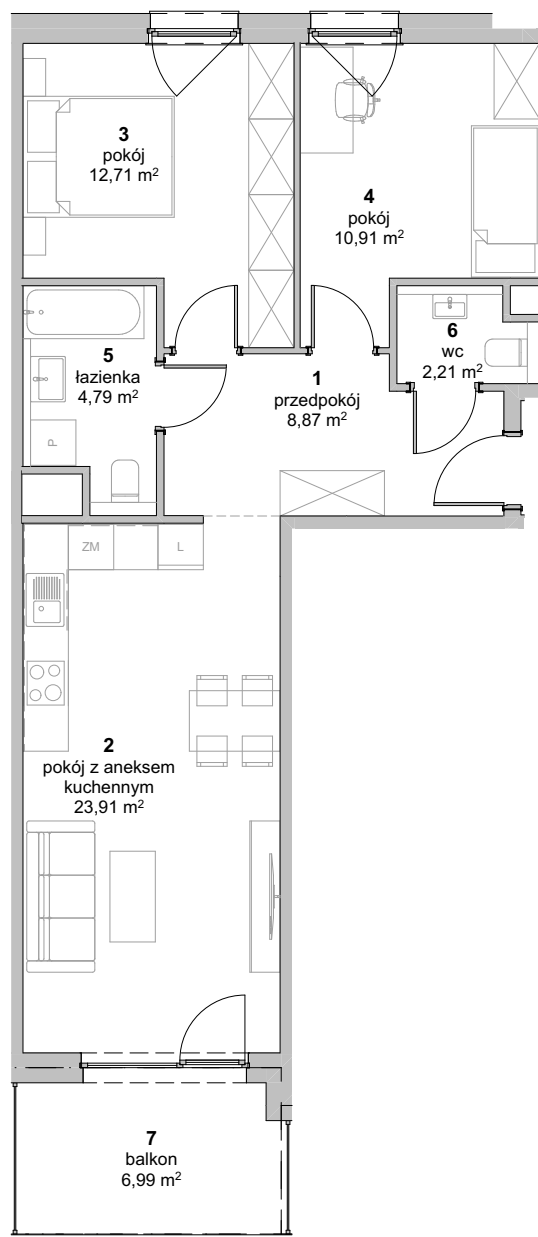 3
pokój
12,71 m²
4
pokój
10,91 m²
5
łazienka
4,79 m²
6
wc
2,21 m²
1
przedpokój
8,87 m²
P
ZM
L
2
pokój z aneksem
kuchennym
23,91 m²
7
balkon
6,99 m²